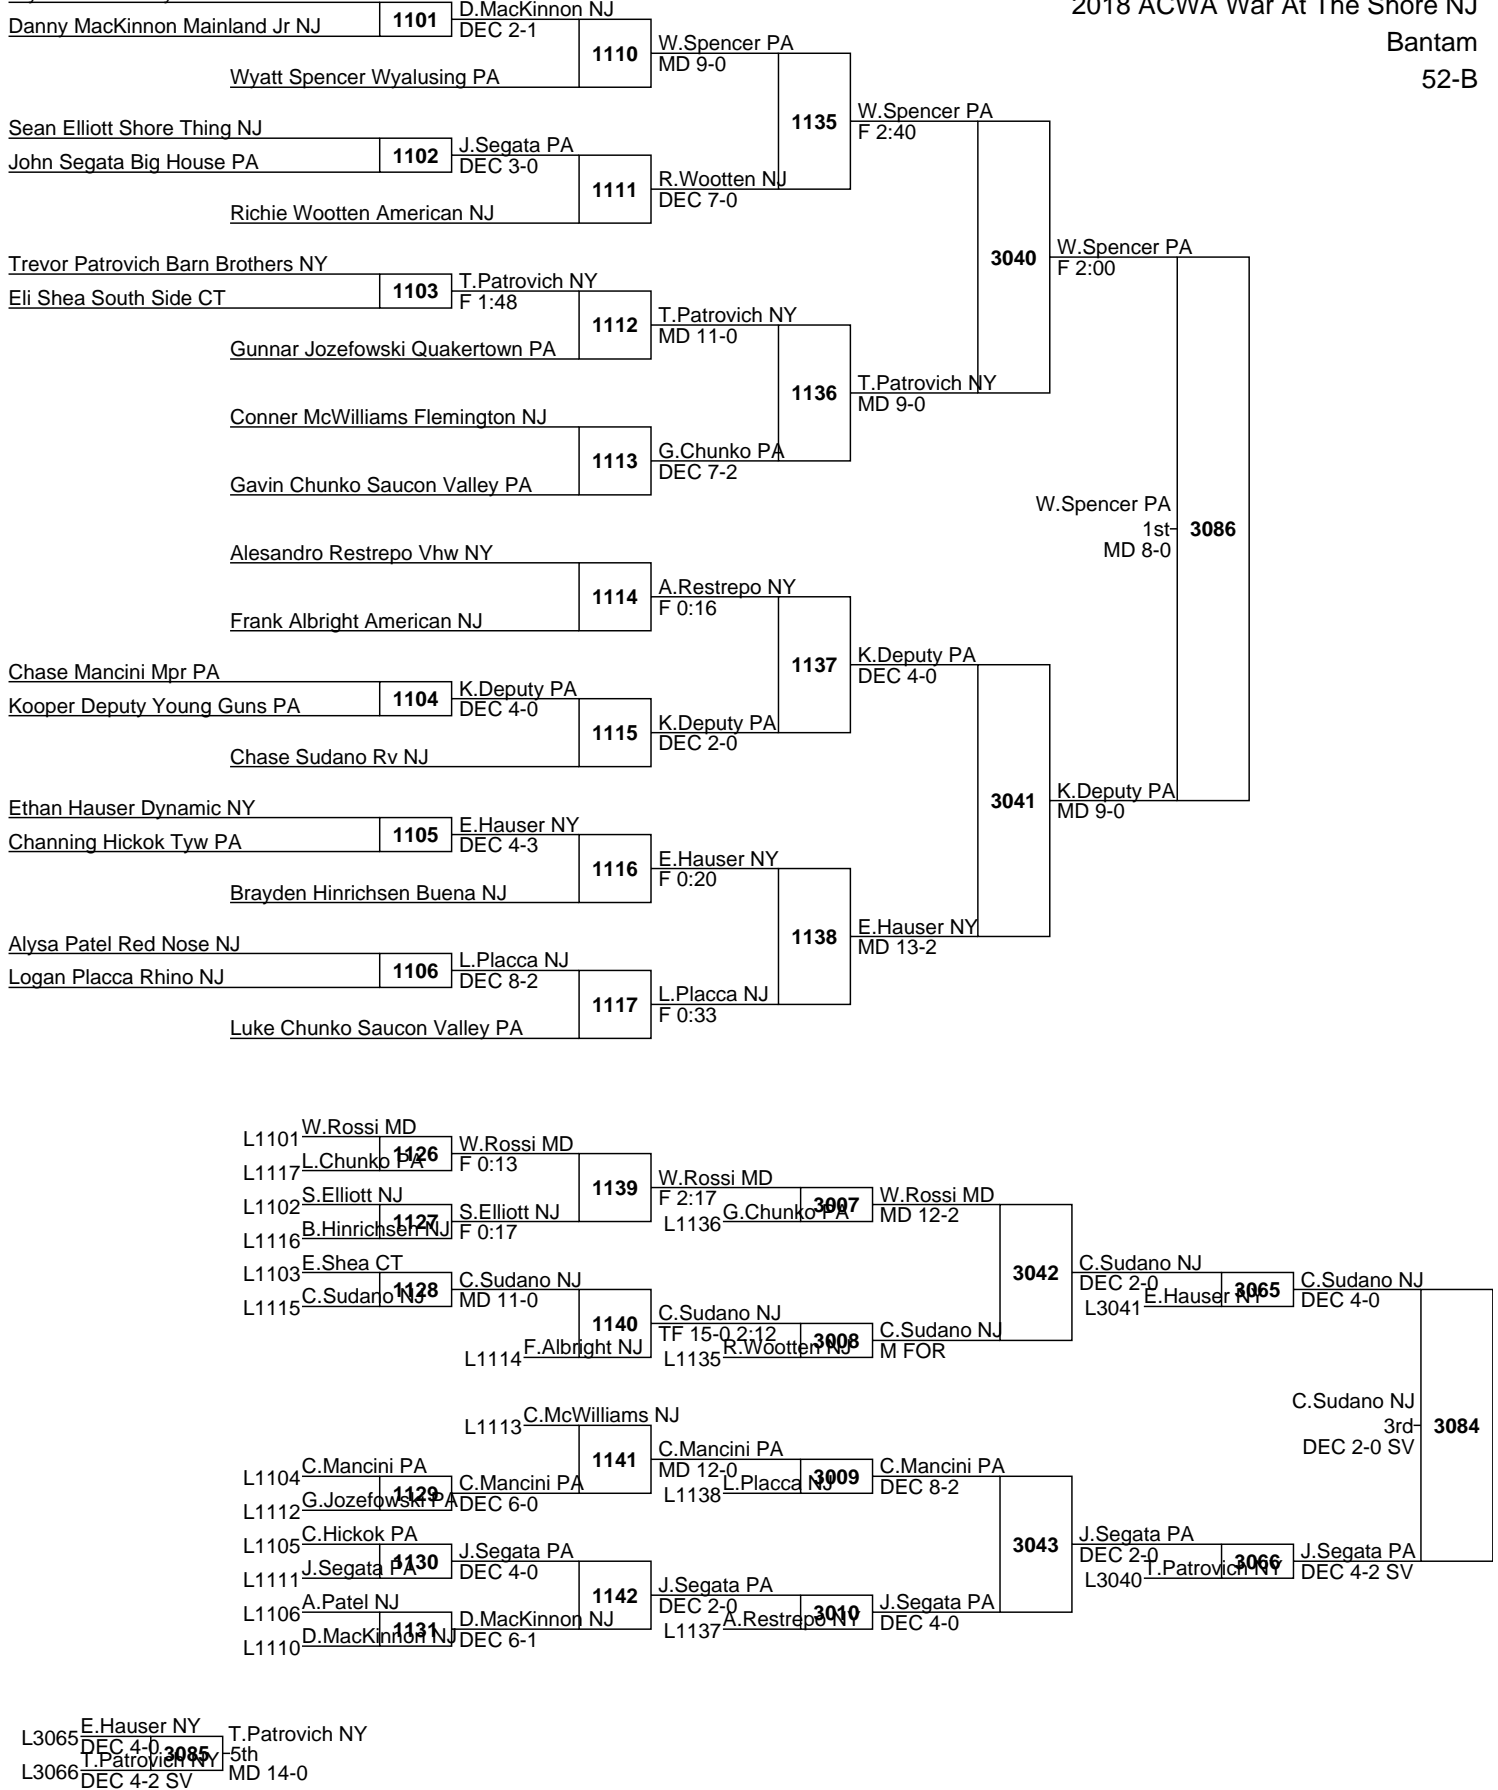 2018 ACWA War At The Shore NJ
Bantam
52-B
Danny MacKinnon Mainland Jr NJ
1101
D.MacKinnon NJ
DEC 2-1
Wyatt Spencer Wyalusing PA
1110
W.Spencer PA
MD 9-0
1135
W.Spencer PA
F 2:40
Sean Elliott Shore Thing NJ
John Segata Big House PA
1102
J.Segata PA
DEC 3-0
Richie Wootten American NJ
1111
R.Wootten NJ
DEC 7-0
3040
W.Spencer PA
F 2:00
Trevor Patrovich Barn Brothers NY
Eli Shea South Side CT
1103
T.Patrovich NY
F 1:48
Gunnar Jozefowski Quakertown PA
1112
T.Patrovich NY
MD 11-0
1136
T.Patrovich NY
MD 9-0
Conner McWilliams Flemington NJ
1113
G.Chunko PA
DEC 7-2
Gavin Chunko Saucon Valley PA
W.Spencer PA
1st
MD 8-0
3086
Alesandro Restrepo Vhw NY
1114
A.Restrepo NY
F 0:16
Frank Albright American NJ
1137
K.Deputy PA
DEC 4-0
Chase Mancini Mpr PA
Kooper Deputy Young Guns PA
1104
K.Deputy PA
DEC 4-0
Chase Sudano Rv NJ
1115
K.Deputy PA
DEC 2-0
3041
K.Deputy PA
MD 9-0
Ethan Hauser Dynamic NY
Channing Hickok Tyw PA
1105
E.Hauser NY
DEC 4-3
Brayden Hinrichsen Buena NJ
1116
E.Hauser NY
F 0:20
1138
E.Hauser NY
MD 13-2
Alysa Patel Red Nose NJ
Logan Placca Rhino NJ
1106
L.Placca NJ
DEC 8-2
Luke Chunko Saucon Valley PA
1117
L.Placca NJ
F 0:33
L1101 W.Rossi MD
L1117 L.Chunko PA
1126
W.Rossi MD
F 0:13
L1102 S.Elliott NJ
L1116 B.Hinrichsen NJ
1127
S.Elliott NJ
F 0:17
1139
W.Rossi MD
F 2:17
L1136 G.Chunko PA
3007
W.Rossi MD
MD 12-2
L1103 E.Shea CT
L1115 C.Sudano NJ
1128
C.Sudano NJ
MD 11-0
L1114 F.Albright NJ
1140
C.Sudano NJ
TF 15-0 2:12
L1135 R.Wootten NJ
3008
C.Sudano NJ
M FOR
3042
C.Sudano NJ
DEC 2-0
L3041 E.Hauser NY
3065
C.Sudano NJ
DEC 4-0
C.Sudano NJ
3rd
DEC 2-0 SV
3084
L1113 C.McWilliams NJ
L1104 C.Mancini PA
L1112 G.Jozefowski PA
1129
C.Mancini PA
DEC 6-0
1141
C.Mancini PA
MD 12-0
L1138 L.Placca NJ
3009
C.Mancini PA
DEC 8-2
L1105 C.Hickok PA
L1111 J.Segata PA
1130
J.Segata PA
DEC 4-0
L1106 A.Patel NJ
L1110 D.MacKinnon NJ
1131
D.MacKinnon NJ
DEC 6-1
1142
J.Segata PA
DEC 2-0
L1137 A.Restrepo NY
3010
J.Segata PA
DEC 4-0
3043
J.Segata PA
DEC 2-0
L3040 T.Patrovich NY
3066
J.Segata PA
DEC 4-2 SV
L3065 E.Hauser NY
DEC 4-0
L3066 T.Patrovich NY
DEC 4-2 SV
3085
T.Patrovich NY
5th
MD 14-0